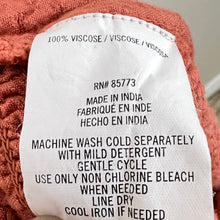 100% VISCOSE / VISCOSE / VISCOSA
RN# 85773
MADE IN INDIA
FABRIQUÉ EN INDE
HECHO EN INDIA
MACHINE WASH COLD SEPARATELY
WITH MILD DETERGENT
GENTLE CYCLE
USE ONLY NON CHLORINE BLEACH
WHEN NEEDED
LINE DRY
COOL IRON IF NEEDED